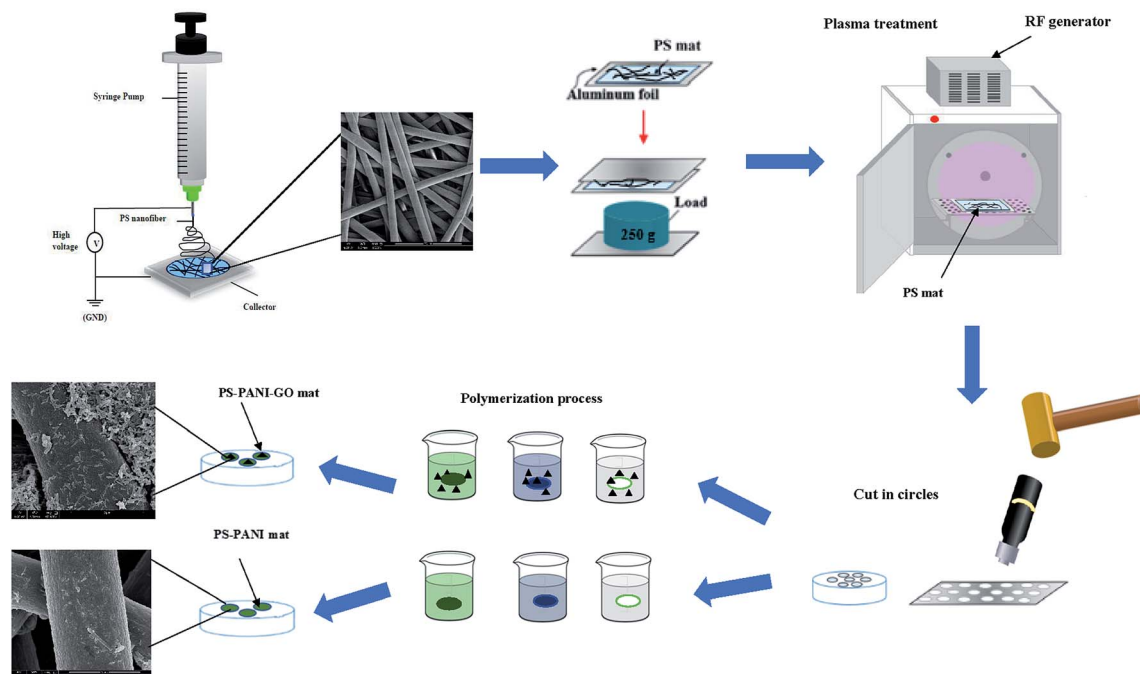 Plasma treatment
RF generator
PS mat
Aluminum foil
Syringe Pump
PS nanofiber
High
voltage
V
Load
250 g
Collector
(GND)
PS mat
PS-PANI-GO mat
Polymerization process
Cut in circles
PS-PANI mat